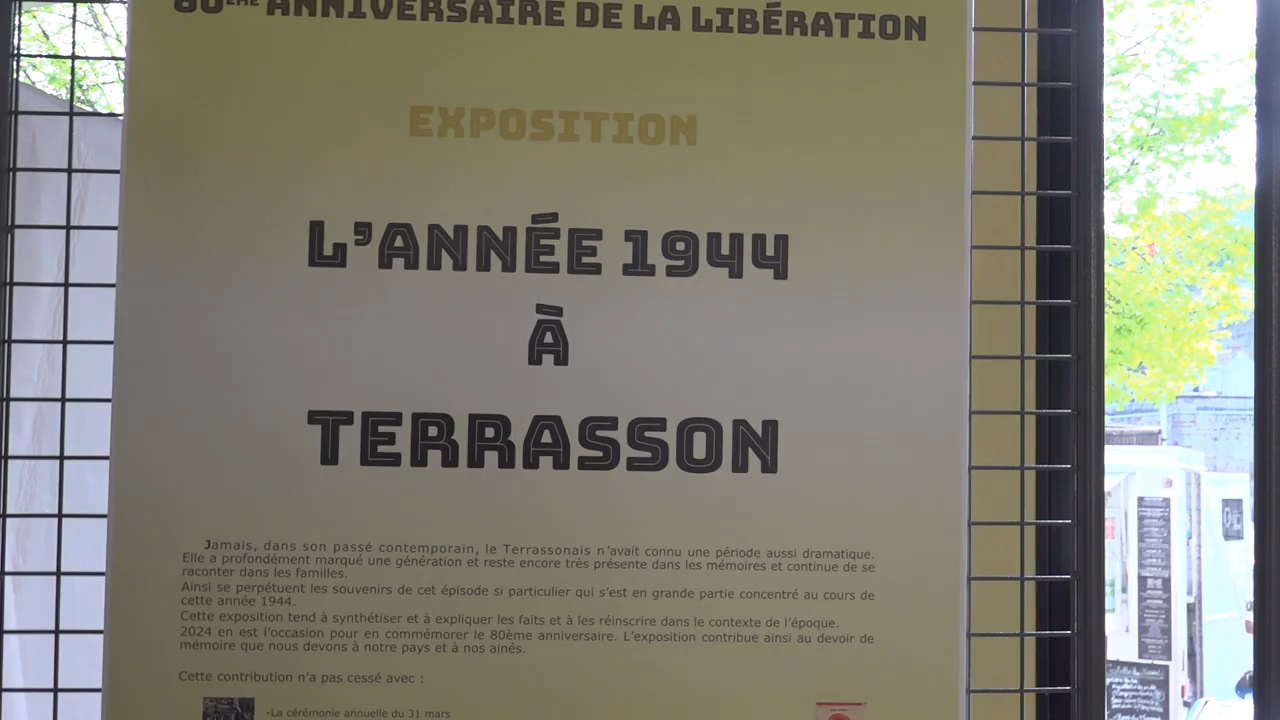 80ÈME ANNIVERSAIRE DE LA LIBÉRATION
EXPOSITION
L'ANNÉE 1944
À
TERRASSON
Jamais, dans son passé contemporain, le Terrassonais n'avait connu une période aussi dramatique.
Elle a profondément marqué une génération et reste encore très présente dans les mémoires et continue de se
raconter dans les familles.
Ainsi se perpétuent les souvenirs de cet épisode si particulier qui s'est en grande partie concentré au cours de
cette année 1944.
Cette exposition tend à synthétiser et à expliquer les faits et à les réinscrire dans le contexte de l'époque.
2024 en est l'occasion pour en commémorer le 80ème anniversaire. L'exposition contribue ainsi au devoir de
mémoire que nous devons à notre pays et à nos ainés.
Cette contribution n'a pas cessé avec :
-La cérémonie annuelle du 31 mars